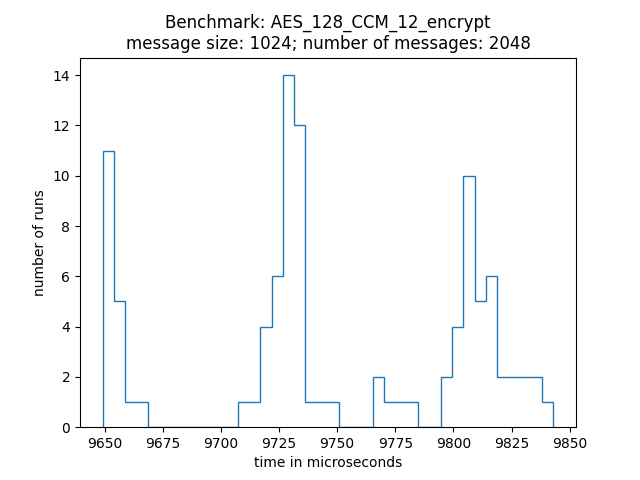 Benchmark: AES_128_CCM_12_encrypt
message size: 1024; number of messages: 2048
14
12
10
8
6
4
2
0
number of runs
9650 9675 9700 9725 9750 9775 9800 9825 9850
time in microseconds